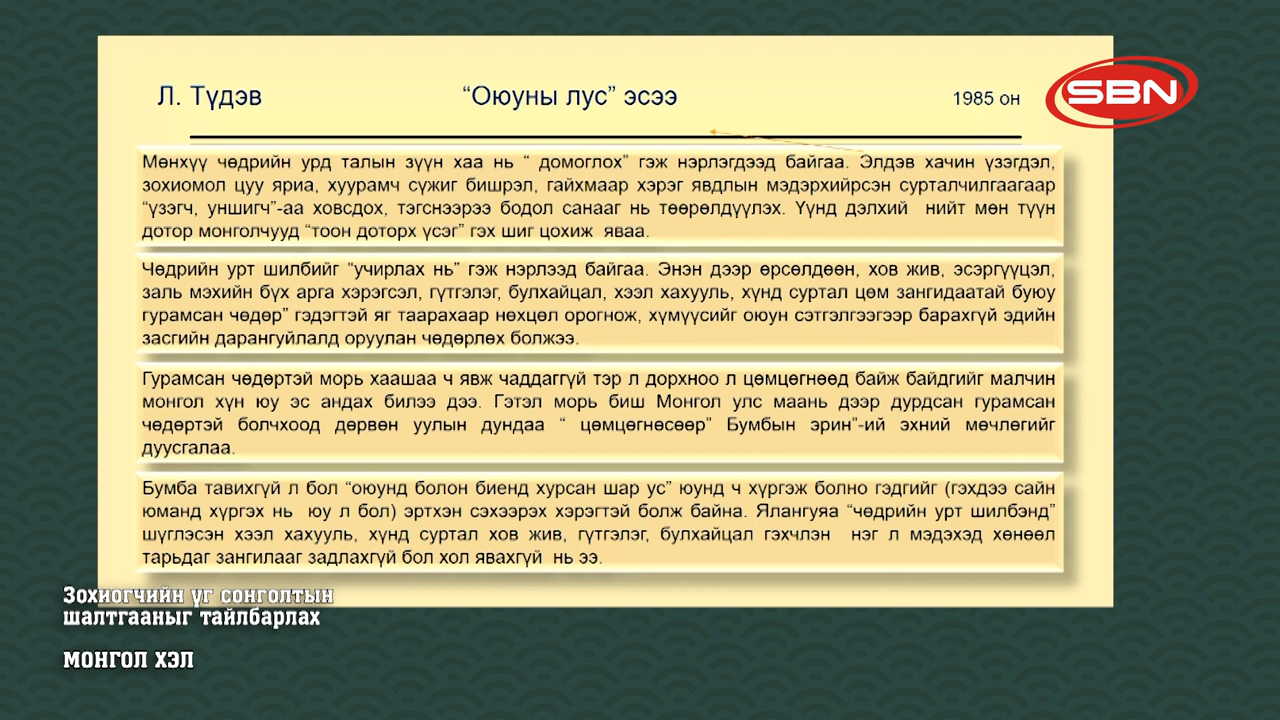 Л. Түдэв “Оюуны лус” эсээ 1985 он
SBN
Мөнхүү чөдрийн урд талын зүүн хаа нь “ домоглох” гэж нэрлэгдээд байгаа. Элдэв хачин үзэгдэл,
зохиомол цуу яриа, хуурамч сүжиг бишрэл, гайхмаар хэрэг явдлын мэдэрхийрсэн сурталчилгаагаар
“үзэгч, уншигч”-аа ховсдох, тэгснээрээ бодол санааг нь төөрөлдүүлэх. Үүнд дэлхий нийт мөн түүн
дотор монголчууд “тоон доторх үсэг” гэх шиг цохиж явaa.
Чөдрийн урт шилбийг “учирлах нь” гэж нэрлээд байгаа. Энэн дээр өрсөлдөөн, хов жив, эсэргүүцэл,
заль мэхийн бүх арга хэрэгсэл, гүтгэлэг, булхайцал, хээл хахууль, хүнд суртал цөм зангидаатай буюу
гурамсан чөдөр” гэдэгтэй яг таарахаар нөхцөл орогнож, хүмүүсийг оюун сэтгэлгээгээр барахгүй эдийн
засгийн дарангуйлалд оруулан чөдөрлөх болжээ.
Гурамсан чөдөртэй морь хаашаа ч явж чаддаггүй тэр л дорхноо л цөмцөгнөөд байж байдгийг малчин
монгол хүн юу эс андах билээ дээ. Гэтэл морь биш Монгол улс маань дээр дурдсан гурамсан
чөдөртэй болчхоод дөрвөн уулын дундаа “ цөмцөгнөсөөр” Бумбын эрин”-ий эхний мөчлөгийг
дуусгалаа.
Бумба тавихгүй л бол “оюунд болон биенд хурсан шар ус” юунд ч хүргэж болно гэдгийг (гэхдээ сайн
юманд хүргэх нь юу л бол) эртхэн сэхээрэх хэрэгтэй болж байна. Ялангуяа “чөдрийн урт шилбэнд”
шүглэсэн хээл хахууль, хүнд суртал хов жив, гүтгэлэг, булхайцал гэхчлэн нэг л мэдэхэд хөнөөл
тарьдаг зангилааг задлахгүй бол хол явахгүй нь ээ.
Зохиогчийн үг сонголтын
шалтгааныг тайлбарлах
МОНГОЛ ХЭЛ